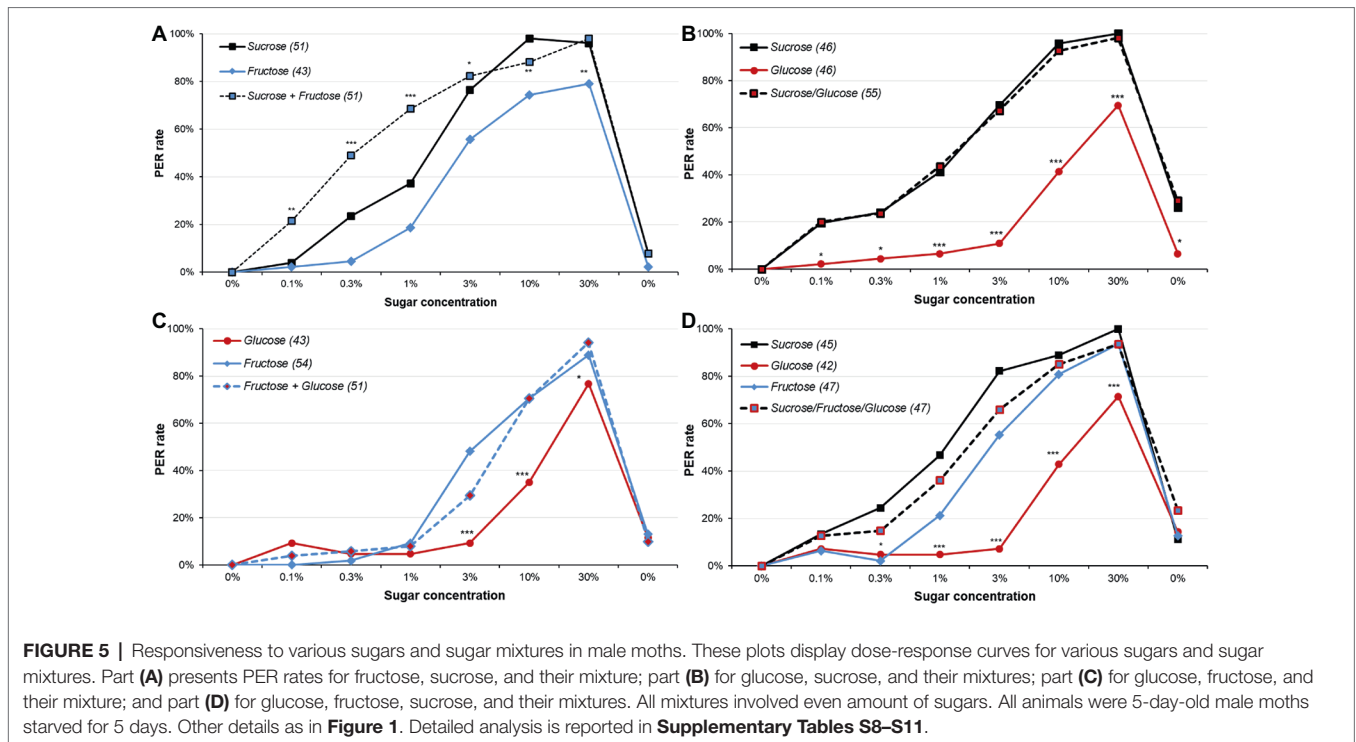 A
Sucrose (51)
Fructose (43)
Sucrose + Fructose (51)
PER rate
100%
80%
60%
40%
20%
0%
** *** *** * ** **
0% 0.1% 0.3% 1% 3% 10% 30% 0%
Sugar concentration
B
Sucrose (46)
Glucose (46)
Sucrose/Glucose (55)
PER rate
100%
80%
60%
40%
20%
0%
* * *** *** *** *** *
0% 0.1% 0.3% 1% 3% 10% 30% 0%
Sugar concentration
C
Glucose (43)
Fructose (54)
Fructose + Glucose (51)
PER rate
100%
80%
60%
40%
20%
0%
*** *** *
0% 0.1% 0.3% 1% 3% 10% 30% 0%
Sugar concentration
D
Sucrose (45)
Glucose (42)
Fructose (47)
Sucrose/Fructose/Glucose (47)
PER rate
100%
80%
60%
40%
20%
0%
* *** *** *** ***
0% 0.1% 0.3% 1% 3% 10% 30% 0%
Sugar concentration
FIGURE 5 | Responsiveness to various sugars and sugar mixtures in male moths. These plots display dose-response curves for various sugars and sugar
mixtures. Part (A) presents PER rates for fructose, sucrose, and their mixture; part (B) for glucose, sucrose, and their mixtures; part (C) for glucose, fructose, and
their mixture; and part (D) for glucose, fructose, sucrose, and their mixtures. All mixtures involved even amount of sugars. All animals were 5-day-old male moths
starved for 5 days. Other details as in Figure 1. Detailed analysis is reported in Supplementary Tables S8–S11.